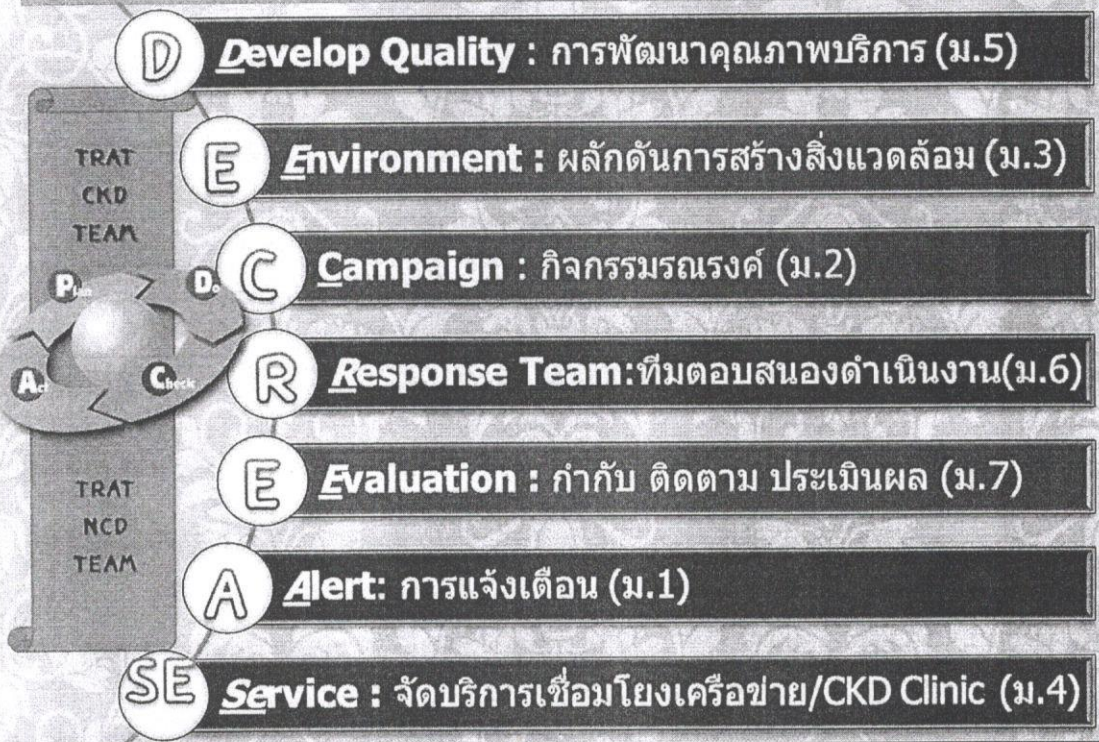 D Develop Quality : การพัฒนาคุณภาพบริการ (ม.5)
E Environment : ผลักดันการสร้างสิ่งแวดล้อม (ม.3)
C Campaign : กิจกรรมรณรงค์ (ม.2)
R Response Team:ทีมตอบสนองดำเนินงาน(ม.6)
E Evaluation : กำกับ ติดตาม ประเมินผล (ม.7)
A Alert: การแจ้งเตือน (ม.1)
SE Service : จัดบริการเชื่อมโยงเครือข่าย/CKD Clinic (ม.4)
TRAT
CKD
TEAM
Plan
Do
Check
Act
TRAT
NCD
TEAM